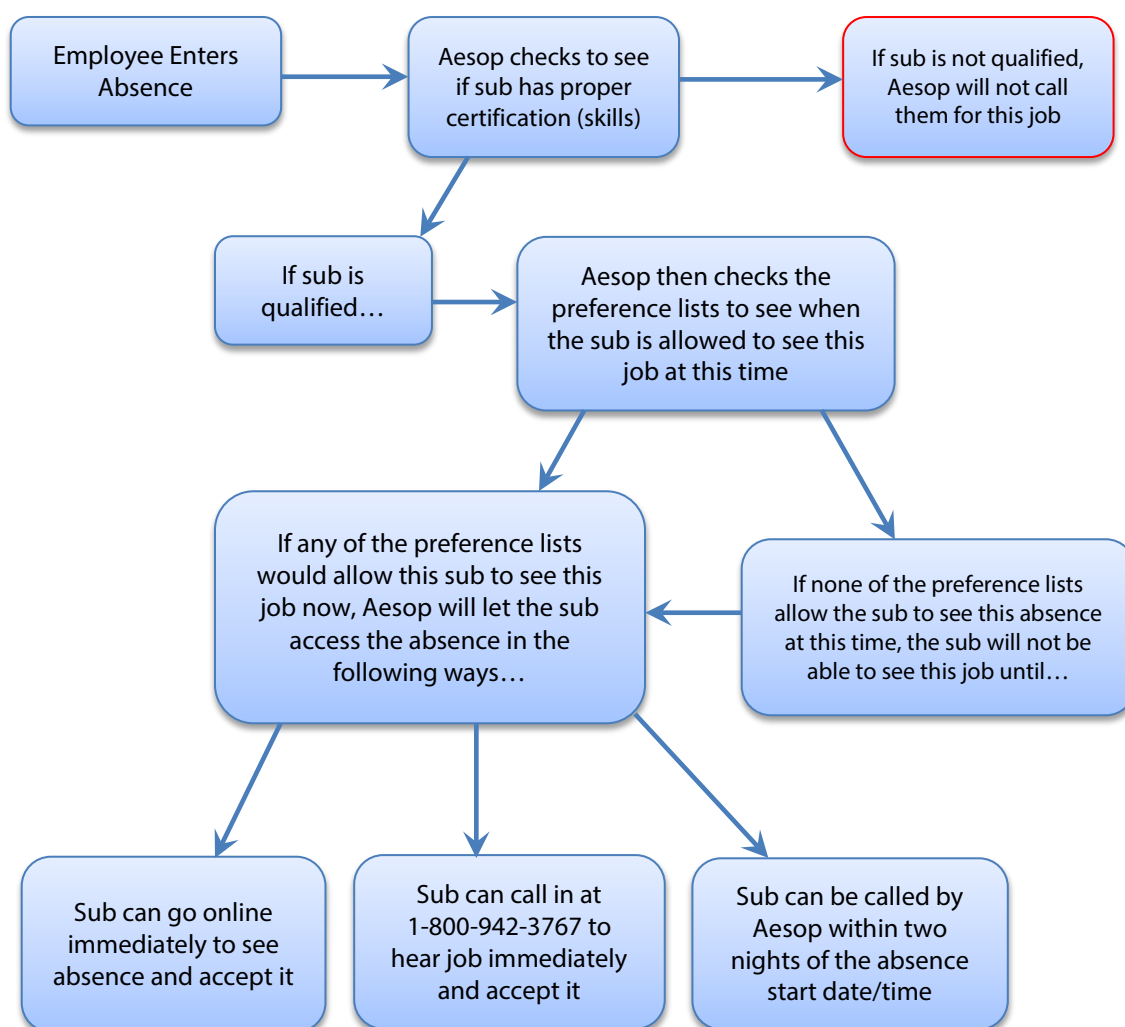 Employee Enters
Absence
Aesop checks to see
if sub has proper
certification (skills)
If sub is not qualified,
Aesop will not call
them for this job
If sub is
qualified…
Aesop then checks the
preference lists to see when
the sub is allowed to see this
job at this time
If any of the preference lists
would allow this sub to see this
job now, Aesop will let the sub
access the absence in the
following ways…
If none of the preference lists
allow the sub to see this absence
at this time, the sub will not be
able to see this job until…
Sub can go online
immediately to see
absence and accept it
Sub can call in at
1-800-942-3767 to
hear job immediately
and accept it
Sub can be called by
Aesop within two
nights of the absence
start date/time